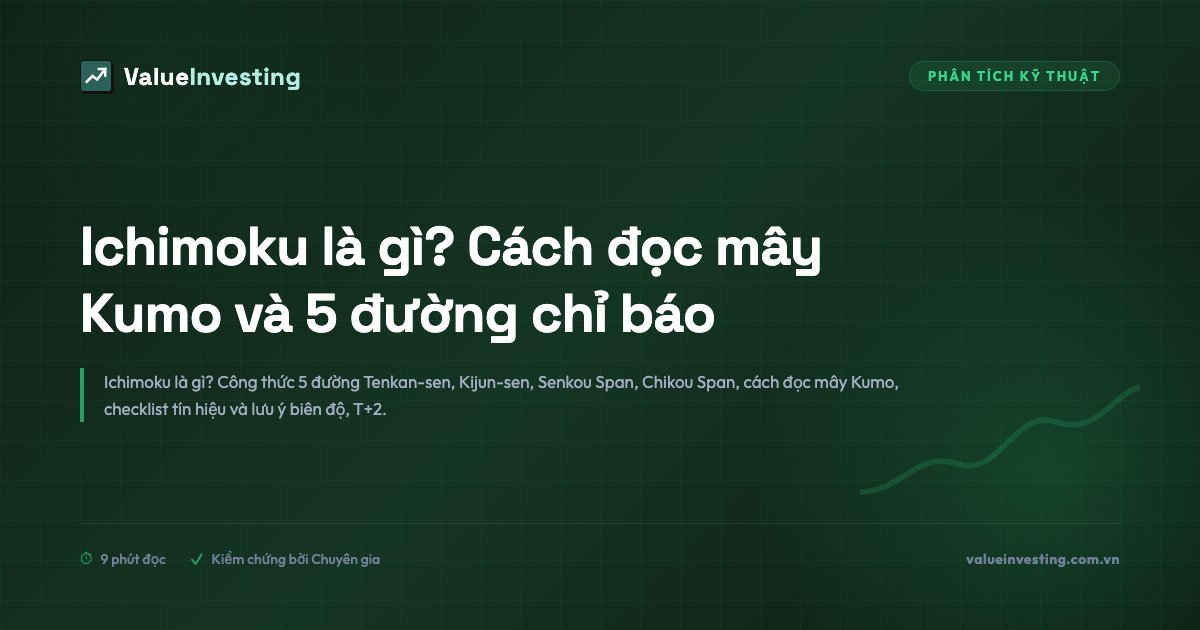 ValueInvesting
PHÂN TÍCH KỸ THUẬT
Ichimoku là gì? Cách đọc mây
Kumo và 5 đường chỉ báo
Ichimoku là gì? Công thức 5 đường Tenkan-sen, Kijun-sen, Senkou Span, Chikou Span, cách đọc mây Kumo,
checklist tín hiệu và lưu ý biên độ, T+2.
9 phút đọc
Kiểm chứng bởi Chuyên gia
valueinvesting.com.vn